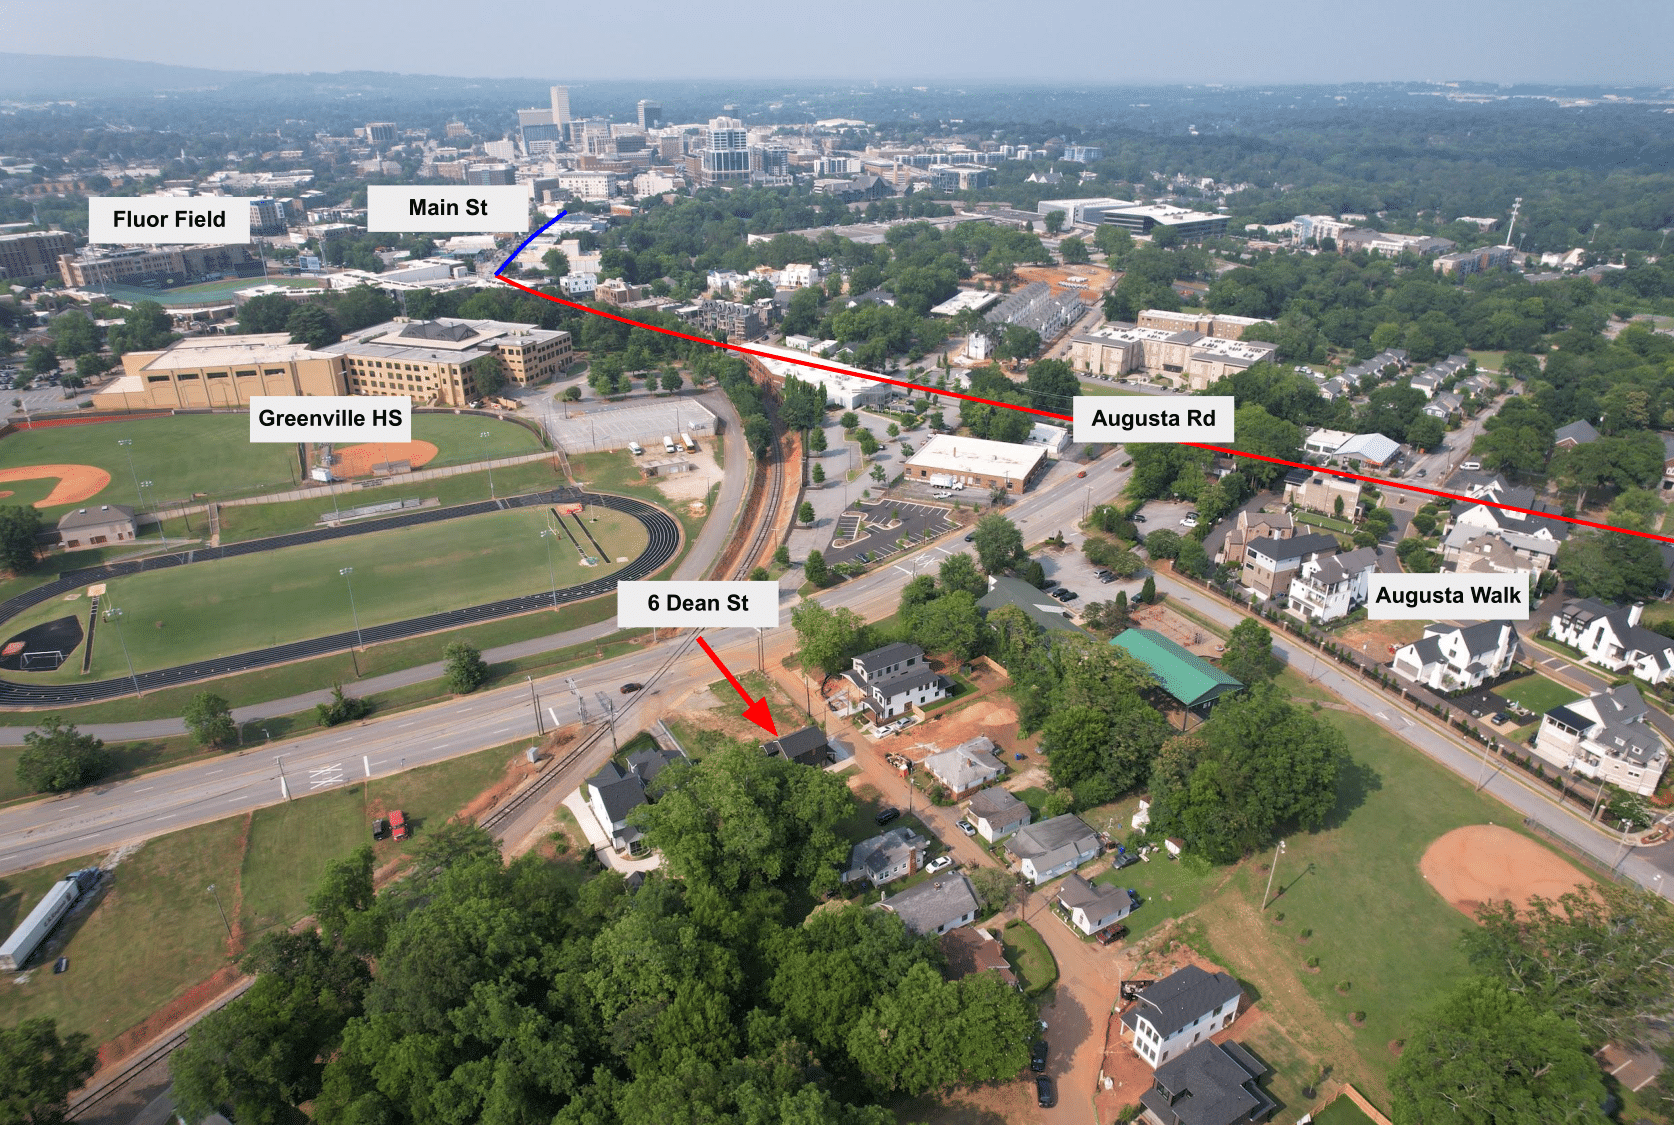 Fluor Field
Main St
Greenville HS
Augusta Rd
6 Dean St
Augusta Walk